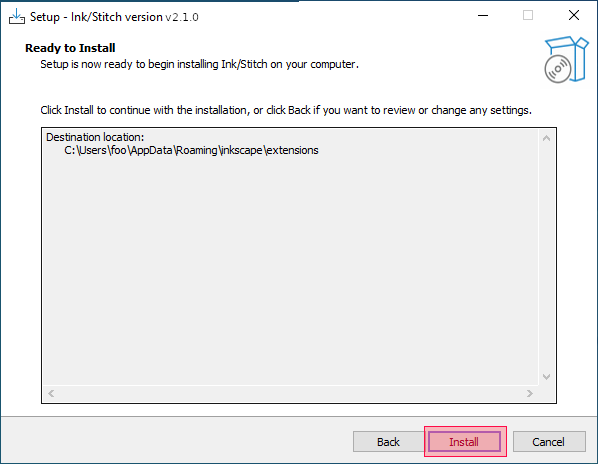 Setup - Ink/Stitch version v2.1.0
Ready to Install
Setup is now ready to begin installing Ink/Stitch on your computer.
Click Install to continue with the installation, or click Back if you want to review or change any settings.
Destination location:
C:\Users\foo\AppData\Roaming\inkscape\extensions
Back Install Cancel